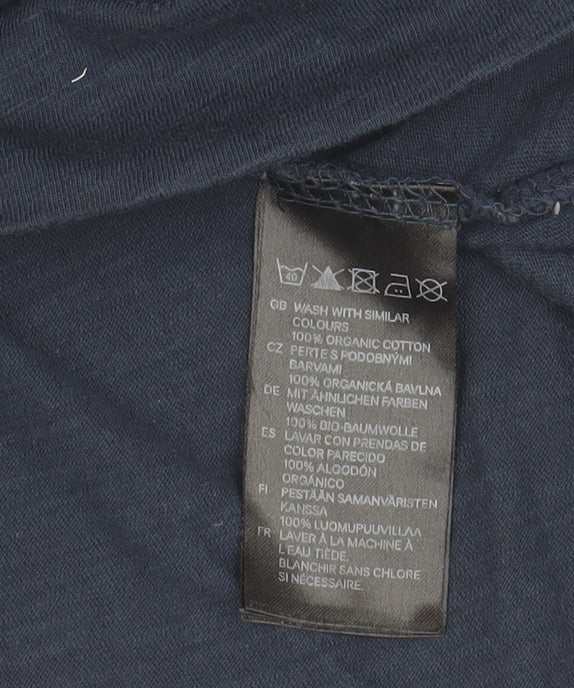 40
GB WASH WITH SIMILAR
COLOURS
100% ORGANIC COTTON
CZ PERTE S PODOBNÝMI
BARVAMI
100% ORGANICKÁ BAVLNA
DE MIT ÄHNLICHEN FARBEN
WASCHEN
100% BIO-BAUMWOLLE
ES LAVAR CON PRENDAS DE
COLOR PARECIDO
100% ALGODÓN
ORGÁNICO
FI PESTÄÄN SAMANVÄRISTEN
KANSSA
100% LUOMUPUUVILLAA
FR LAVER À LA MACHINE À
L'EAU TIÈDE.
BLANCHIR SANS CHLORE
SI NÉCESSAIRE.